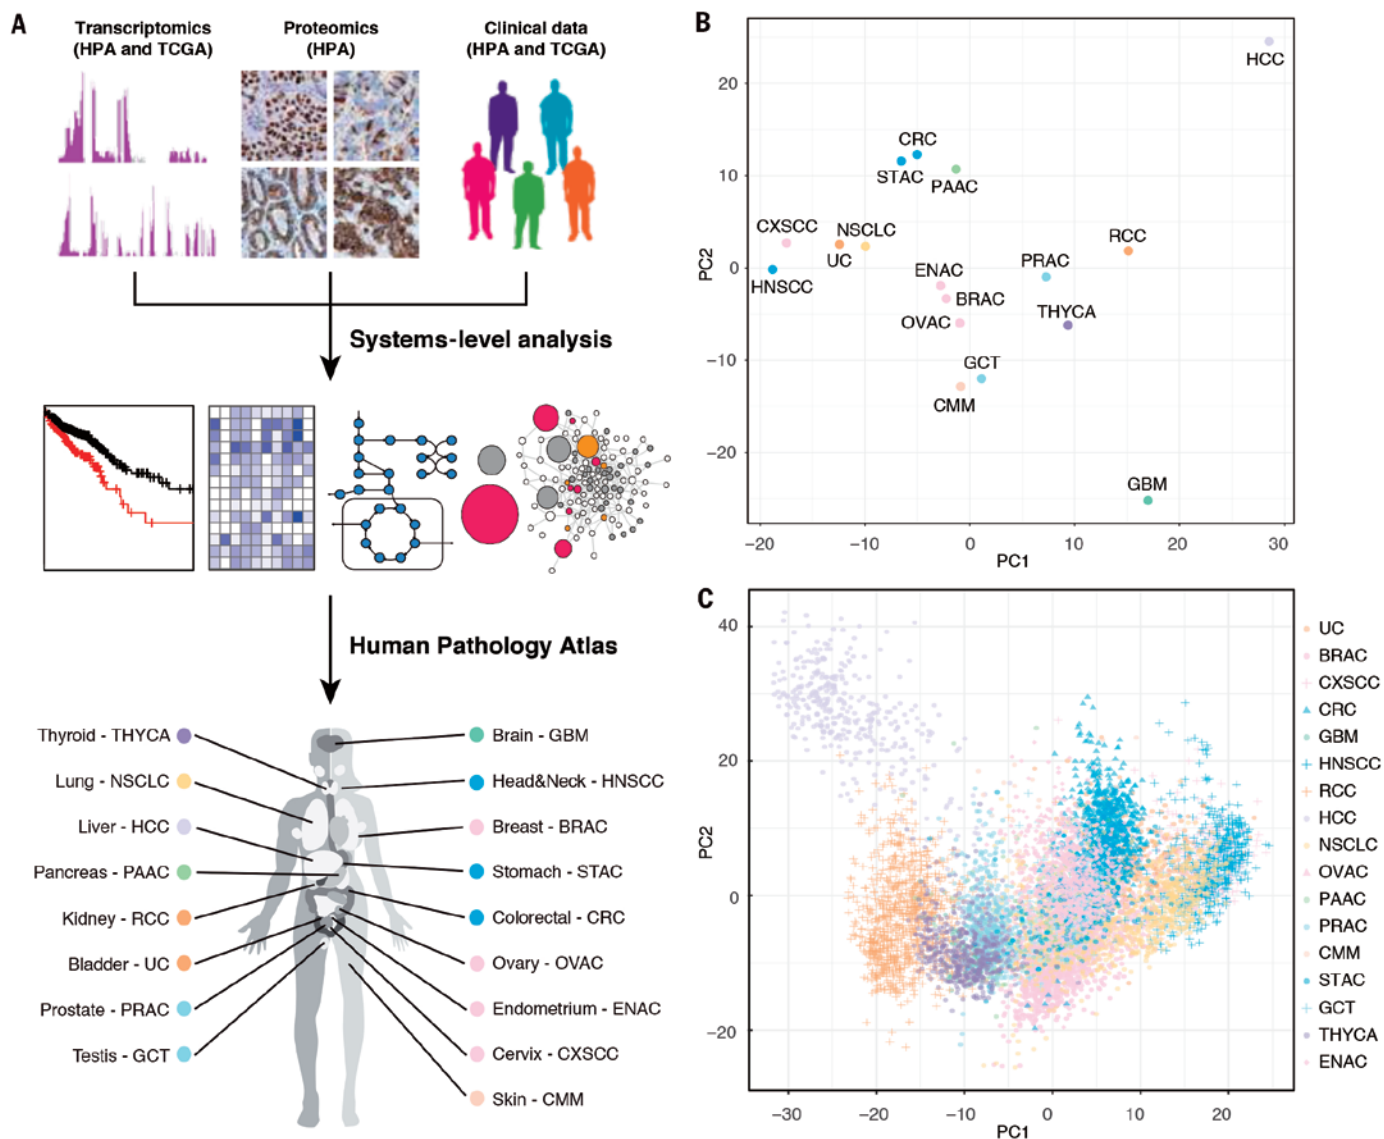 A
Transcriptomics
(HPA and TCGA)
Proteomics
(HPA)
Clinical data
(HPA and TCGA)
Systems-level analysis
Human Pathology Atlas
Thyroid - THYCA
Lung - NSCLC
Liver - HCC
Pancreas - PAAC
Kidney - RCC
Bladder - UC
Prostate - PRAC
Testis - GCT
Brain - GBM
Head&Neck - HNSCC
Breast - BRAC
Stomach - STAC
Colorectal - CRC
Ovary - OVAC
Endometrium - ENAC
Cervix - CXSCC
Skin - CMM
B
HCC
20
CRC
STAC
PAAC
10
CXSCC
NSCLC
RCC
UC
PRAC
0
HNSCC
ENAC
BRAC
OVAC
THYCA
-10
GCT
CMM
-20
GBM
PC2
-20 -10 0 10 20 30
PC1
C
40
20
0
-20
PC2
-30 -20 -10 0 10 20
PC1
UC
BRAC
CXSCC
CRC
GBM
HNSCC
RCC
HCC
NSCLC
OVAC
PAAC
PRAC
CMM
STAC
GCT
THYCA
ENAC